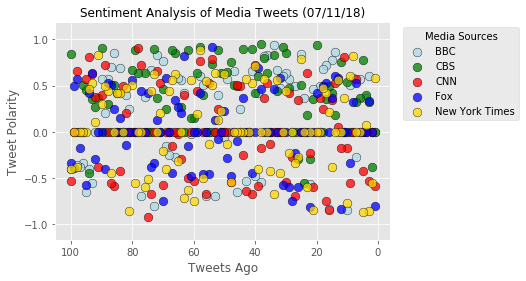 Sentiment Analysis of Media Tweets (07/11/18)
Media Sources
BBC
CBS
CNN
Fox
New York Times
Tweet Polarity
1.0
0.5
0.0
−0.5
−1.0
100 80 60 40 20 0
Tweets Ago